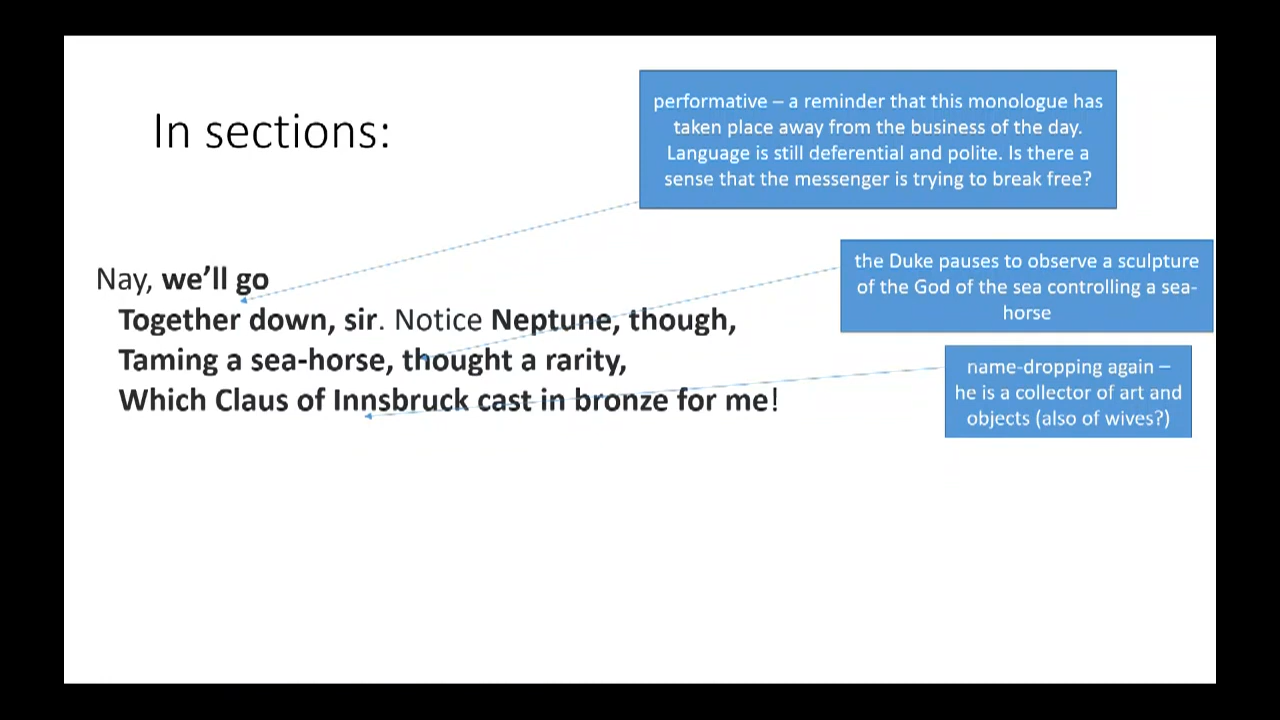 In sections:
performative – a reminder that this monologue has
taken place away from the business of the day.
Language is still deferential and polite. Is there a
sense that the messenger is trying to break free?
the Duke pauses to observe a sculpture
of the God of the sea controlling a sea-
horse
name-dropping again –
he is a collector of art and
objects (also of wives?)
Nay, we’ll go
Together down, sir. Notice Neptune, though,
Taming a sea-horse, thought a rarity,
Which Claus of Innsbruck cast in bronze for me!